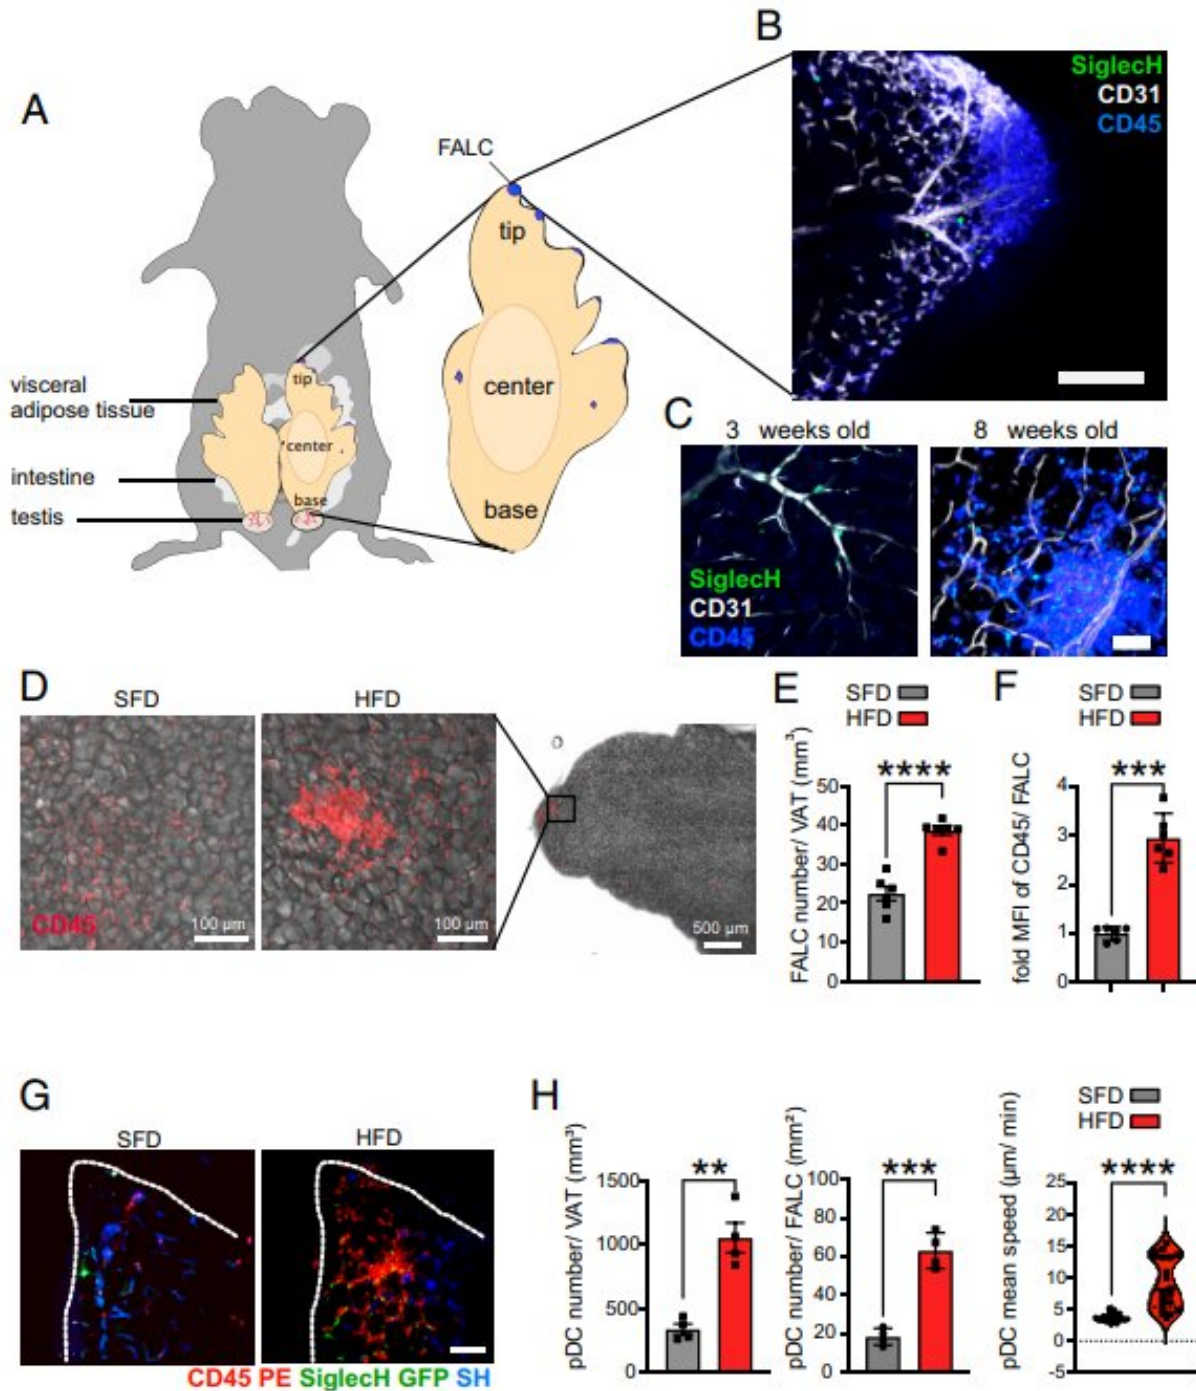 A
FALC
tip
center
base
visceral
adipose tissue
intestine
testis
tip
center
base
B
SiglecH
CD31
CD45
C
3 weeks old
8 weeks old
SiglecH
CD31
CD45
D
SFD
HFD
CD45
100 µm
100 µm
500 µm
E
SFD
HFD
FALC number/ VAT (mm³)
50
40
30
20
10
0
****
F
SFD
HFD
fold MFI of CD45/ FALC
4
3
2
1
0
***
G
SFD
HFD
CD45 PE SiglecH GFP SH
H
pDC number/ VAT (mm³)
1500
1000
500
0
**
pDC number/ FALC (mm²)
100
80
60
40
20
0
***
SFD
HFD
pDC mean speed (µm/ min)
25
20
15
10
5
0
-5
****